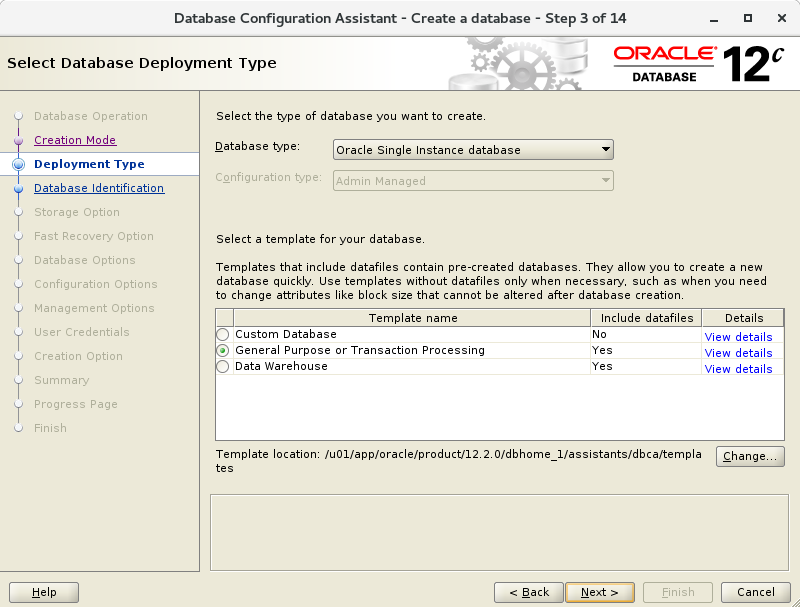 Database Configuration Assistant - Create a database - Step 3 of 14
Select Database Deployment Type
ORACLE
DATABASE
12c
Database Operation
Creation Mode
Deployment Type
Database Identification
Storage Option
Fast Recovery Option
Database Options
Configuration Options
Management Options
User Credentials
Creation Option
Summary
Progress Page
Finish
Select the type of database you want to create.
Database type: Oracle Single Instance database
Configuration type: Admin Managed
Select a template for your database.
Templates that include datafiles contain pre-created databases. They allow you to create a new
database quickly. Use templates without datafiles only when necessary, such as when you need
to change attributes like block size that cannot be altered after database creation.
Template name Include datafiles Details
Custom Database No View details
General Purpose or Transaction Processing Yes View details
Data Warehouse Yes View details
Template location: /u01/app/oracle/product/12.2.0/dbhome_1/assistants/dbca/templa
tes
Change...
Help < Back Next > Finish Cancel